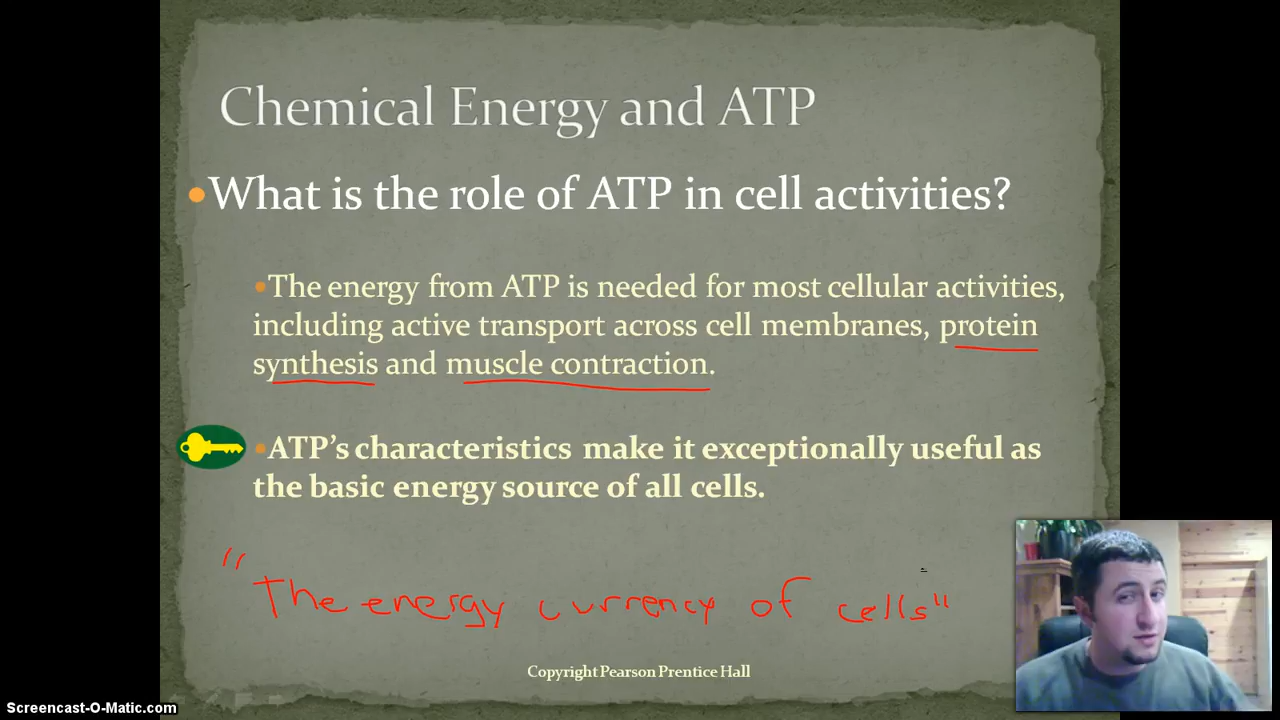 Chemical Energy and ATP
•What is the role of ATP in cell activities?
•The energy from ATP is needed for most cellular activities,
including active transport across cell membranes, protein
synthesis and muscle contraction.
•ATP’s characteristics make it exceptionally useful as
the basic energy source of all cells.
"The energy currency of cells"
Copyright Pearson Prentice Hall
Screencast-O-Matic.com